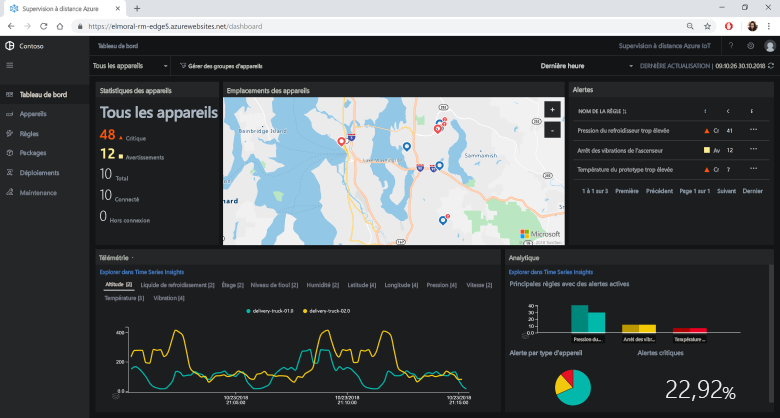 Supervision à distance Azure
https://elmoral-rm-edge5.azurewebsites.net/dashboard
Contoso
Tableau de bord
Supervision à distance Azure IoT
Tous les appareils
Gérer des groupes d'appareils
Dernière heure
DERNIÈRE ACTUALISATION | 09:10:26 30.10.2018
Tableau de bord
Appareils
Règles
Packages
Déploiements
Maintenance
Statistiques des appareils
Tous les appareils
48 Critique
12 Avertissements
10 Total
10 Connecté
0 Hors connexion
Emplacements des appareils
Bainbridge Island
Sammamish
Microsoft
Alertes
NOM DE LA RÈGLE
Pression du refroidisseur trop élevée Cr 41 ...
Arrêt des vibrations de l'ascenseur Av 12 ...
Température du prototype trop élevée Cr 7 ...
1 à 1 sur 3 Première Précédent Page 1 sur 1 Suivant Dernier
Télémétrie
Explorer dans Time Series Insights
Altitude [2] Liquide de refroidissement [2] Étage [2] Niveau de fioul [2] Humidité [2] Latitude [4] Longitude [4] Pression [4] Vitesse [2]
Température [5] Vibration [4]
delivery-truck-01.0 delivery-truck-02.0
400
200
0.0
10/23/2018 21:05:00
10/23/2018 21:10:00
10/23/2018 21:15:00
Analytique
Explorer dans Time Series Insights
Principales règles avec des alertes actives
40
30
20
10
0
Pression du...
Arrêt des vibr...
Température ...
Alerte par type d'appareil
Alertes critiques
22,92%